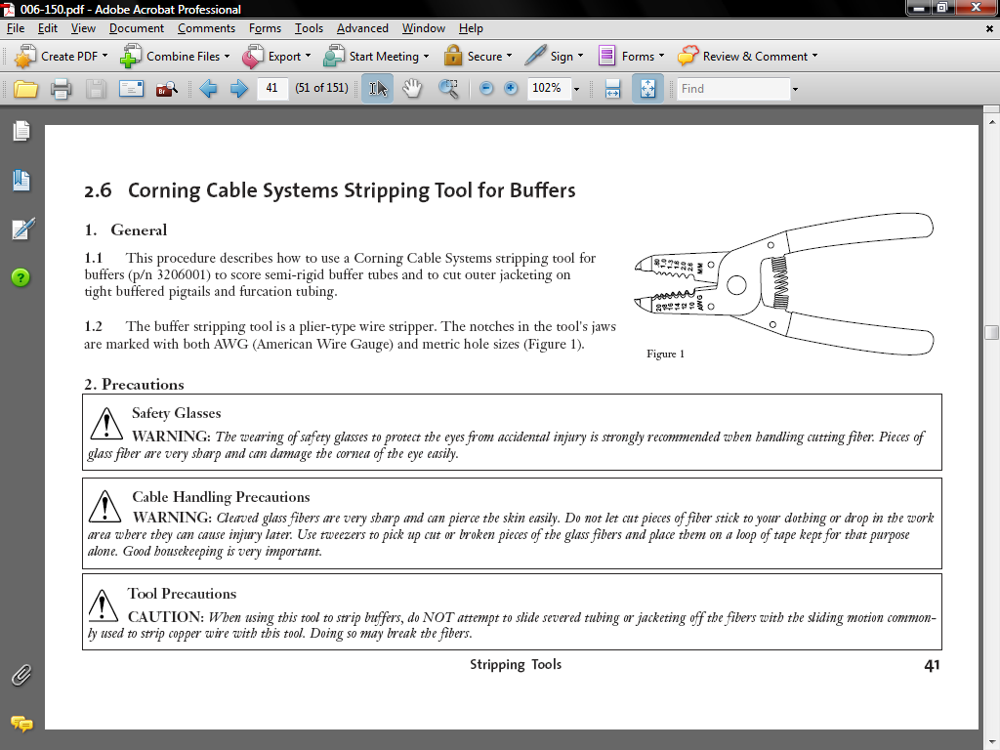 006-150.pdf - Adobe Acrobat Professional
File Edit View Document Comments Forms Tools Advanced Window Help
Create PDF Combine Files Export Start Meeting Secure Sign Forms Review & Comment
41 (51 of 151) 102% Find
2.6 Corning Cable Systems Stripping Tool for Buffers
1. General
1.1 This procedure describes how to use a Corning Cable Systems stripping tool for
buffers (p/n 3206001) to score semi-rigid buffer tubes and to cut outer jacketing on
tight buffered pigtails and furcation tubing.
1.2 The buffer stripping tool is a plier-type wire stripper. The notches in the tool's jaws
are marked with both AWG (American Wire Gauge) and metric hole sizes (Figure 1).
MM
20 18 16 14 12 10 AWG
Figure 1
2. Precautions
Safety Glasses
WARNING: The wearing of safety glasses to protect the eyes from accidental injury is strongly recommended when handling cutting fiber. Pieces of
glass fiber are very sharp and can damage the cornea of the eye easily.
Cable Handling Precautions
WARNING: Cleaved glass fibers are very sharp and can pierce the skin easily. Do not let cut pieces of fiber stick to your clothing or drop in the work
area where they can cause injury later. Use tweezers to pick up cut or broken pieces of the glass fibers and place them on a loop of tape kept for that purpose
alone. Good housekeeping is very important.
Tool Precautions
CAUTION: When using this tool to strip buffers, do NOT attempt to slide severed tubing or jacketing off the fibers with the sliding motion common-
ly used to strip copper wire with this tool. Doing so may break the fibers.
Stripping Tools 41